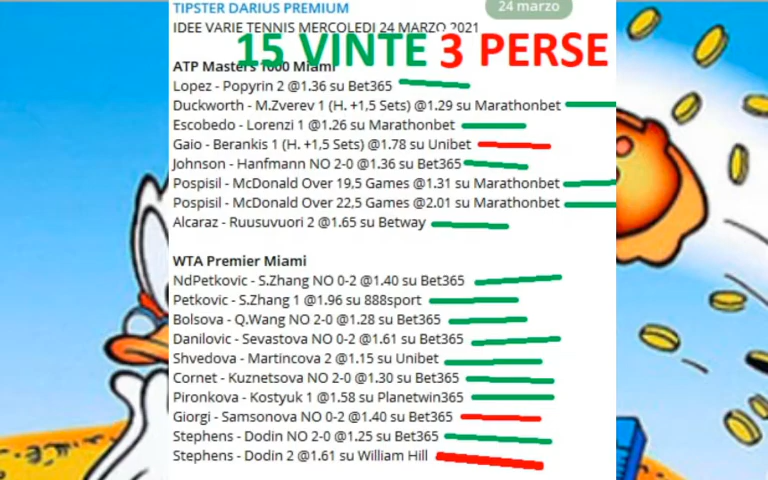 TIPSTER DARIUS PREMIUM
24 marzo
IDEE VARIE TENNIS MERCOLEDI 24 MARZO 2021
15 VINTE 3 PERSE
ATP Masters 1000 Miami
Lopez - Popyrin 2 @1.36 su Bet365
Duckworth - M.Zverev 1 (H. +1,5 Sets) @1.29 su Marathonbet
Escobedo - Lorenzi 1 @1.26 su Marathonbet
Gaio - Berankis 1 (H. +1,5 Sets) @1.78 su Unibet
Johnson - Hanfmann NO 2-0 @1.36 su Bet365
Pospisil - McDonald Over 19,5 Games @1.31 su Marathonbet
Pospisil - McDonald Over 22,5 Games @2.01 su Marathonbet
Alcaraz - Ruusuvuori 2 @1.65 su Betway
WTA Premier Miami
NdPetkovic - S.Zhang NO 0-2 @1.40 su Bet365
Petkovic - S.Zhang 1 @1.96 su 888sport
Bolsova - Q.Wang NO 2-0 @1.28 su Bet365
Danilovic - Sevastova NO 0-2 @1.61 su Bet365
Shvedova - Martincova 2 @1.15 su Unibet
Cornet - Kuznetsova NO 2-0 @1.30 su Bet365
Pironkova - Kostyuk 1 @1.58 su Planetwin365
Giorgi - Samsonova NO 0-2 @1.40 su Bet365
Stephens - Dodin NO 2-0 @1.25 su Bet365
Stephens - Dodin 2 @1.61 su William Hill